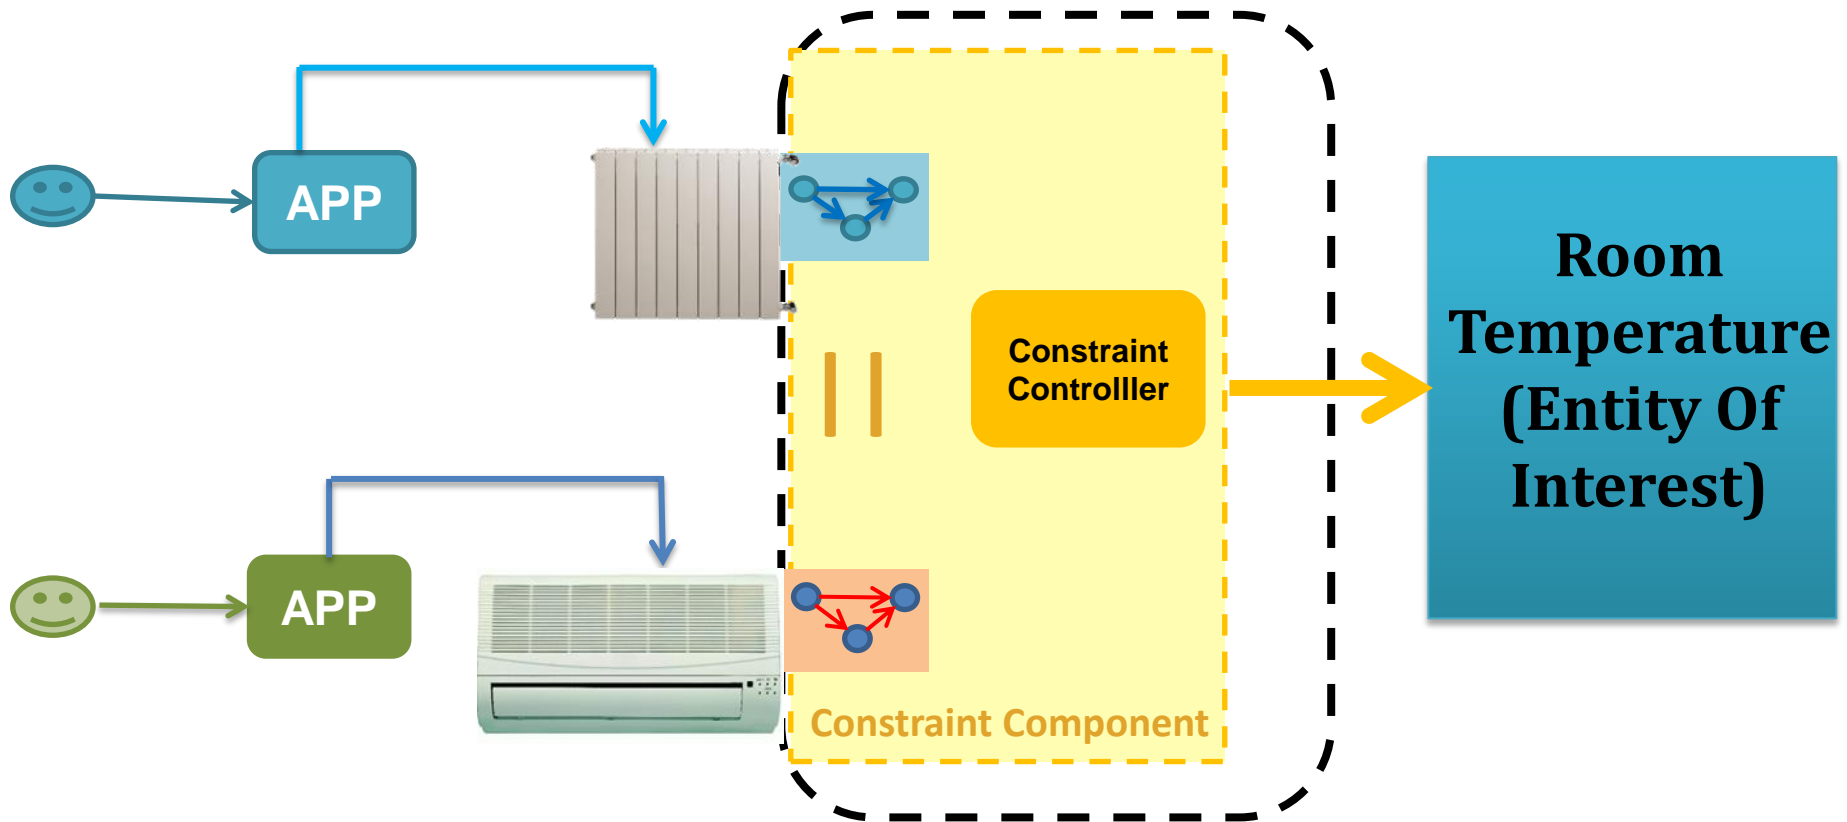 APP
Constraint
Controlller
APP
Constraint Component
Room
Temperature
(Entity Of
Interest)